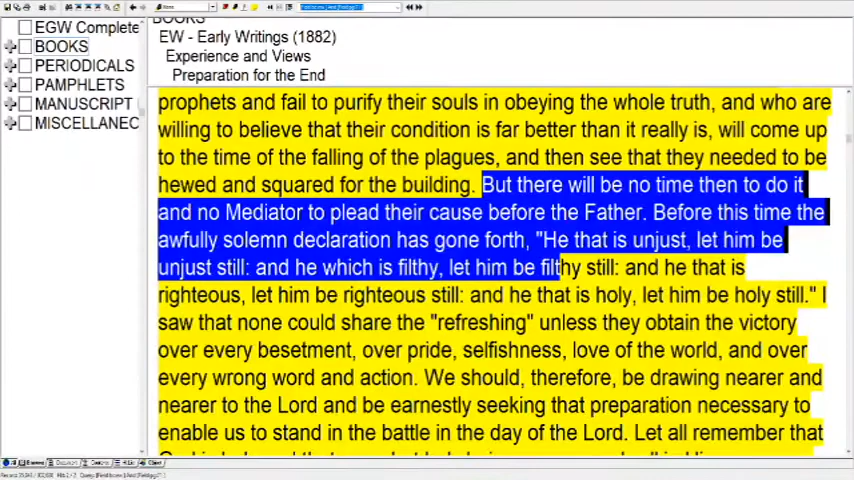 EGW Complete
BOOKS
PERIODICALS
PAMPHLETS
MANUSCRIPT
MISCELLANEC
BOOKS
EW - Early Writings (1882)
Experience and Views
Preparation for the End
prophets and fail to purify their souls in obeying the whole truth, and who are
willing to believe that their condition is far better than it really is, will come up
to the time of the falling of the plagues, and then see that they needed to be
hewed and squared for the building. But there will be no time then to do it
and no Mediator to plead their cause before the Father. Before this time the
awfully solemn declaration has gone forth, "He that is unjust, let him be
unjust still: and he which is filthy, let him be filthy still: and he that is
righteous, let him be righteous still: and he that is holy, let him be holy still." I
saw that none could share the "refreshing" unless they obtain the victory
over every besetment, over pride, selfishness, love of the world, and over
every wrong word and action. We should, therefore, be drawing nearer and
nearer to the Lord and be earnestly seeking that preparation necessary to
enable us to stand in the battle in the day of the Lord. Let all remember that